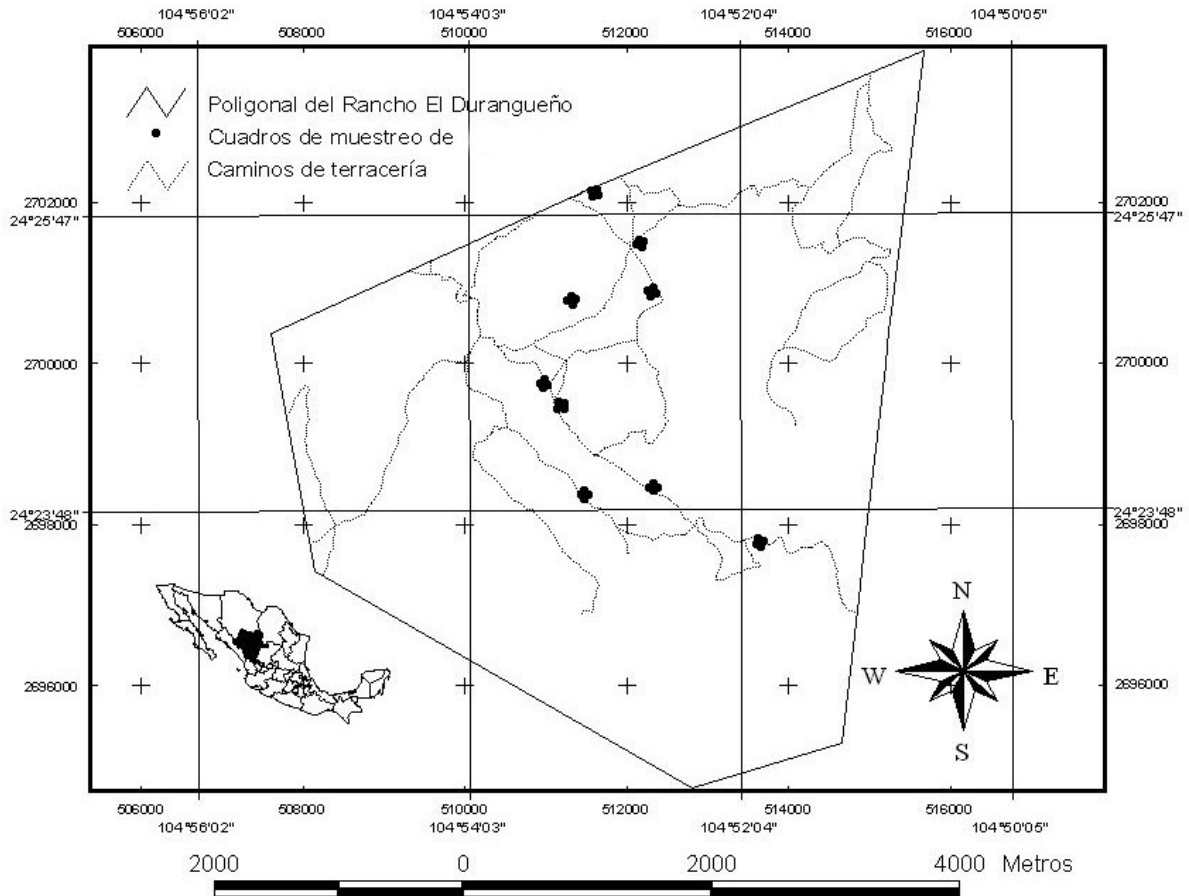 104°56'02" 104°54'03" 104°52'04" 104°50'05"
506000 508000 510000 512000 514000 516000
Poligonal del Rancho El Durangueño
Cuadros de muestreo de
Caminos de terracería
2702000 2702000
24°25'47" 24°25'47"
2700000 2700000
24°23'48" 24°23'48"
2698000 2698000
N
W E
S
2696000 2696000
506000 508000 510000 512000 514000 516000
104°56'02" 104°54'03" 104°52'04" 104°50'05"
2000 0 2000 4000 Metros